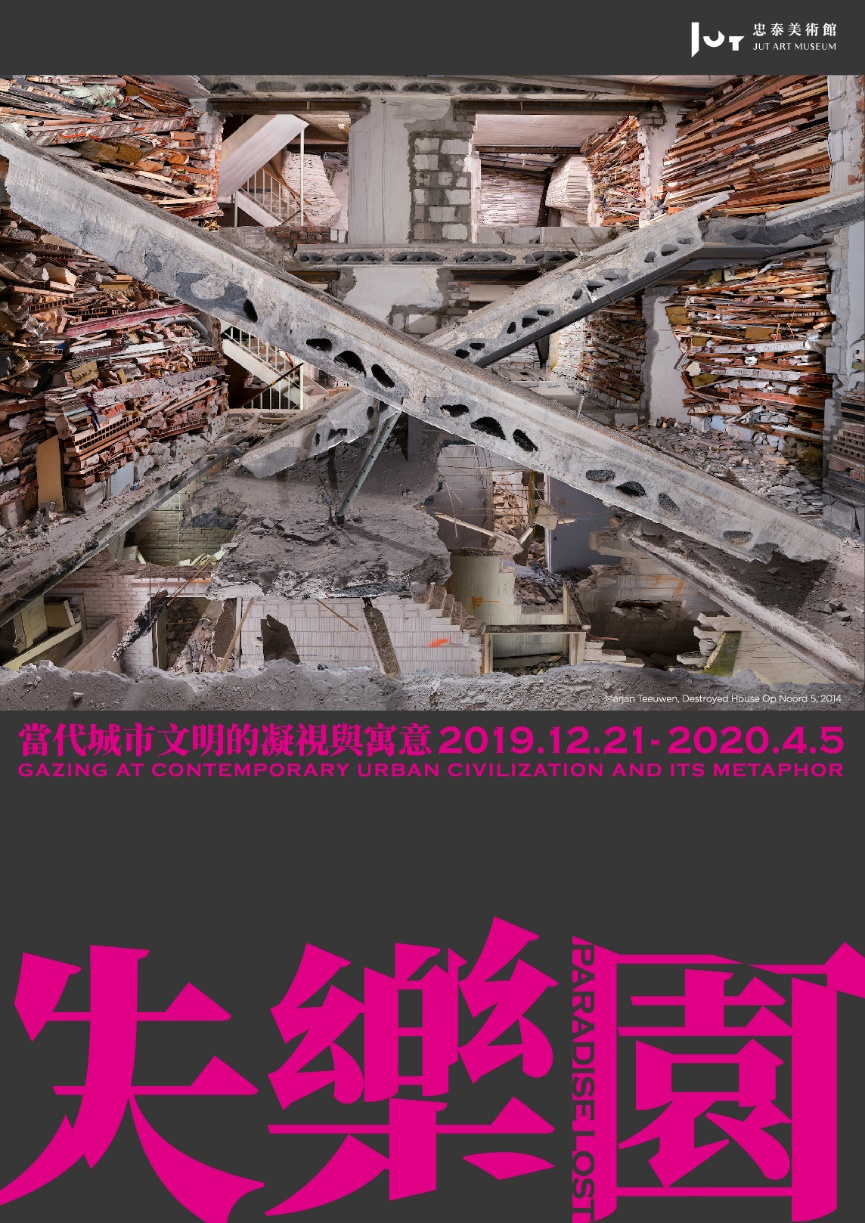 JUT 忠泰美術館
JUT ART MUSEUM
Marjan Teeuwen, Destroyed House Op Noord 5, 2014
當代城市文明的凝視與寓意 2019.12.21 - 2020.4.5
GAZING AT CONTEMPORARY URBAN CIVILIZATION AND ITS METAPHOR
失樂園
PARADISE LOST